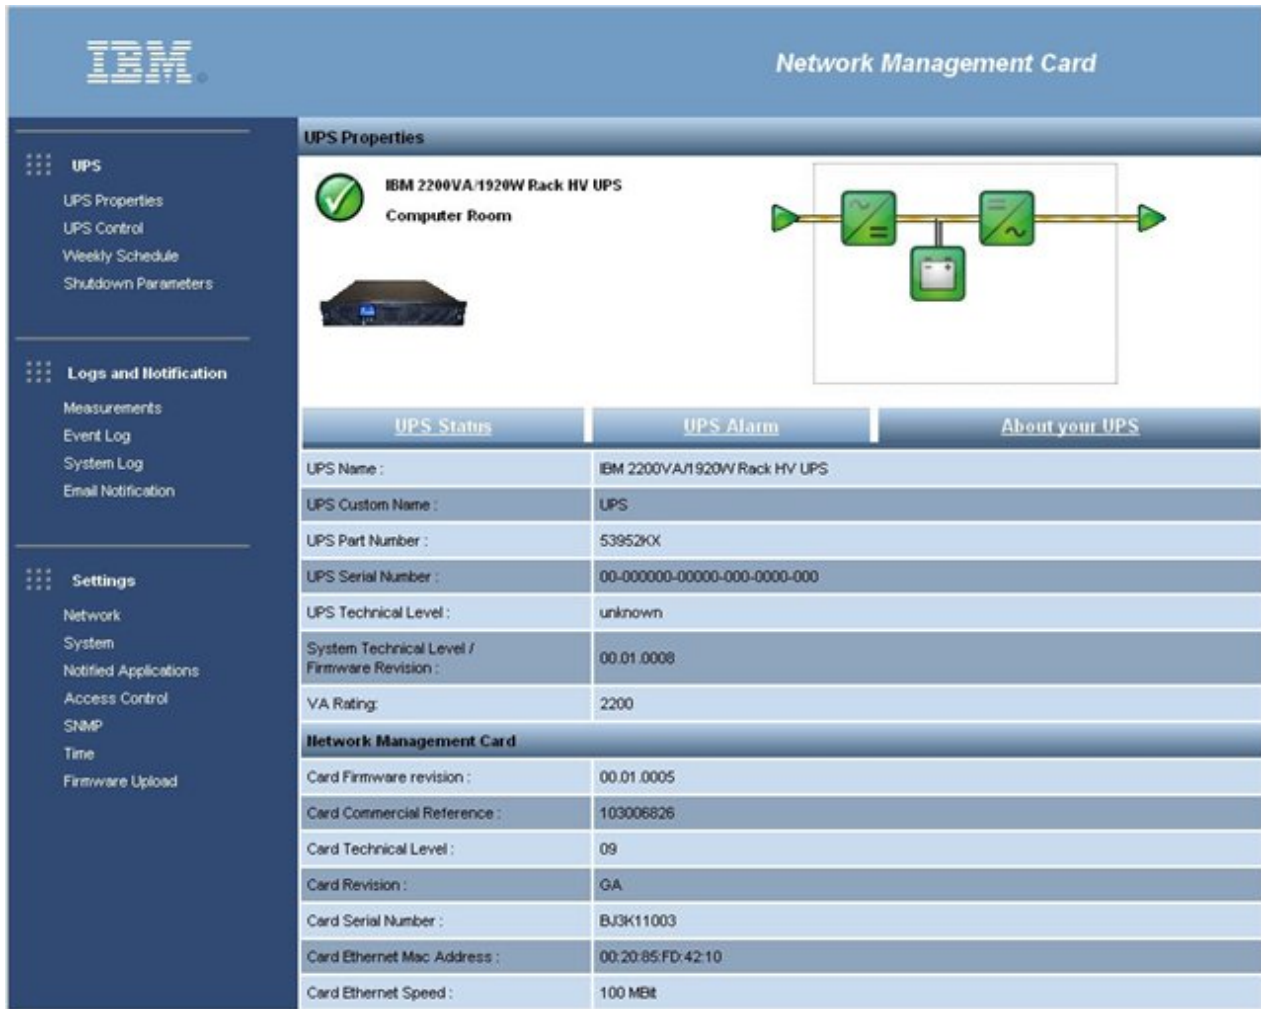 IBM®
Network Management Card
UPS
UPS Properties
UPS Control
Weekly Schedule
Shutdown Parameters
Logs and Notification
Measurements
Event Log
System Log
Email Notification
Settings
Network
System
Notified Applications
Access Control
SNMP
Time
Firmware Upload
UPS Properties
IBM 2200VA/1920W Rack HV UPS
Computer Room
UPS Status UPS Alarm About your UPS
UPS Name : IBM 2200VA/1920W Rack HV UPS
UPS Custom Name : UPS
UPS Part Number : 53952KX
UPS Serial Number : 00-000000-00000-000-0000-000
UPS Technical Level : unknown
System Technical Level /
Firmware Revision : 00.01.0008
VA Rating: 2200
Network Management Card
Card Firmware revision : 00.01.0005
Card Commercial Reference : 103006826
Card Technical Level : 09
Card Revision : GA
Card Serial Number : BJ3K11003
Card Ethernet Mac Address : 00:20:85:FD:42:10
Card Ethernet Speed : 100 MBit